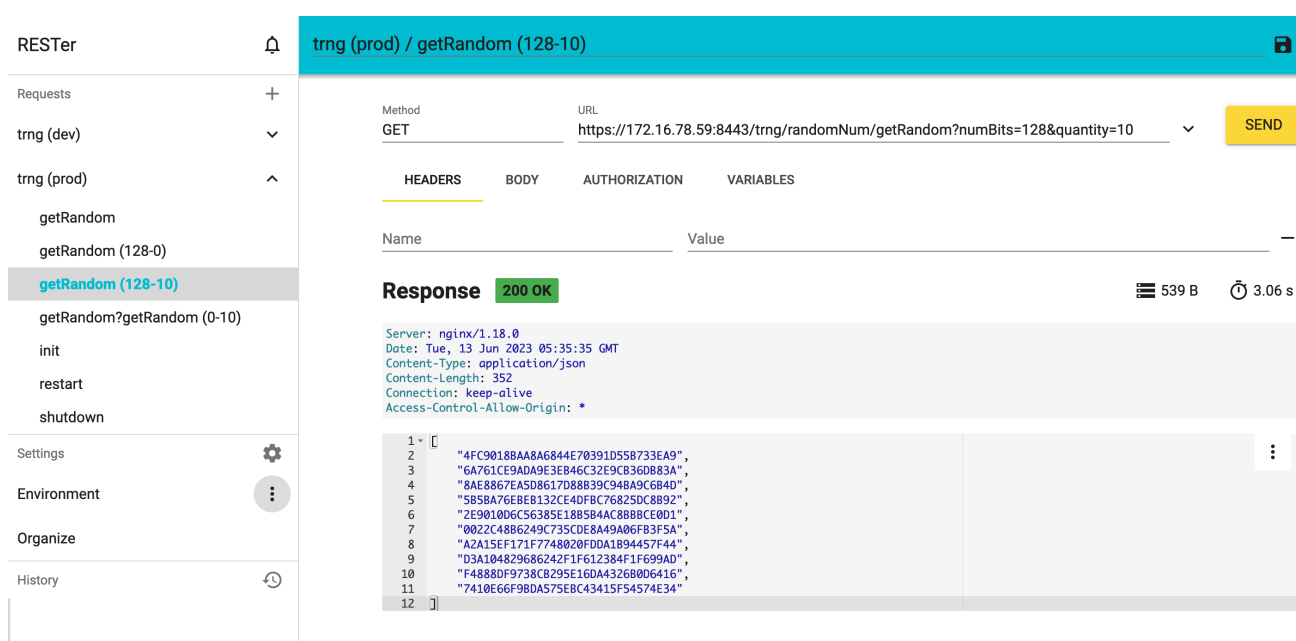 RESTer
trng (prod) / getRandom (128-10)
Requests
trng (dev)
trng (prod)
getRandom
getRandom (128-0)
getRandom (128-10)
getRandom?getRandom (0-10)
init
restart
shutdown
Settings
Environment
Organize
History
Method
URL
GET
https://172.16.78.59:8443/trng/randomNum/getRandom?numBits=128&quantity=10
SEND
HEADERS BODY AUTHORIZATION VARIABLES
Name Value
Response 200 OK 539 B 3.06 s
Server: nginx/1.18.0
Date: Tue, 13 Jun 2023 05:35:35 GMT
Content-Type: application/json
Content-Length: 352
Connection: keep-alive
Access-Control-Allow-Origin: *
1 [
2 "4FC9018BAA8A6844E70391D55B733EA9",
3 "6A761CE9ADA9E3EB46C32E9CB36DB83A",
4 "8AE8867EA5D8617D88B39C94BA9C6B4D",
5 "5B5BA76EBEB132CE4DFBC76825DC8B92",
6 "2E9010D6C56385E18B5B4AC8BBBCE0D1",
7 "0022C48B6249C735CDE8A49A06FB3F5A",
8 "A2A15EF171F7748020FDDA1B94457F44",
9 "D3A104829686242F1F612384F1F699AD",
10 "F4888DF9738CB295E16DA4326B0D6416",
11 "7410E66F9BDA575EBC43415F54574E34"
12 ]